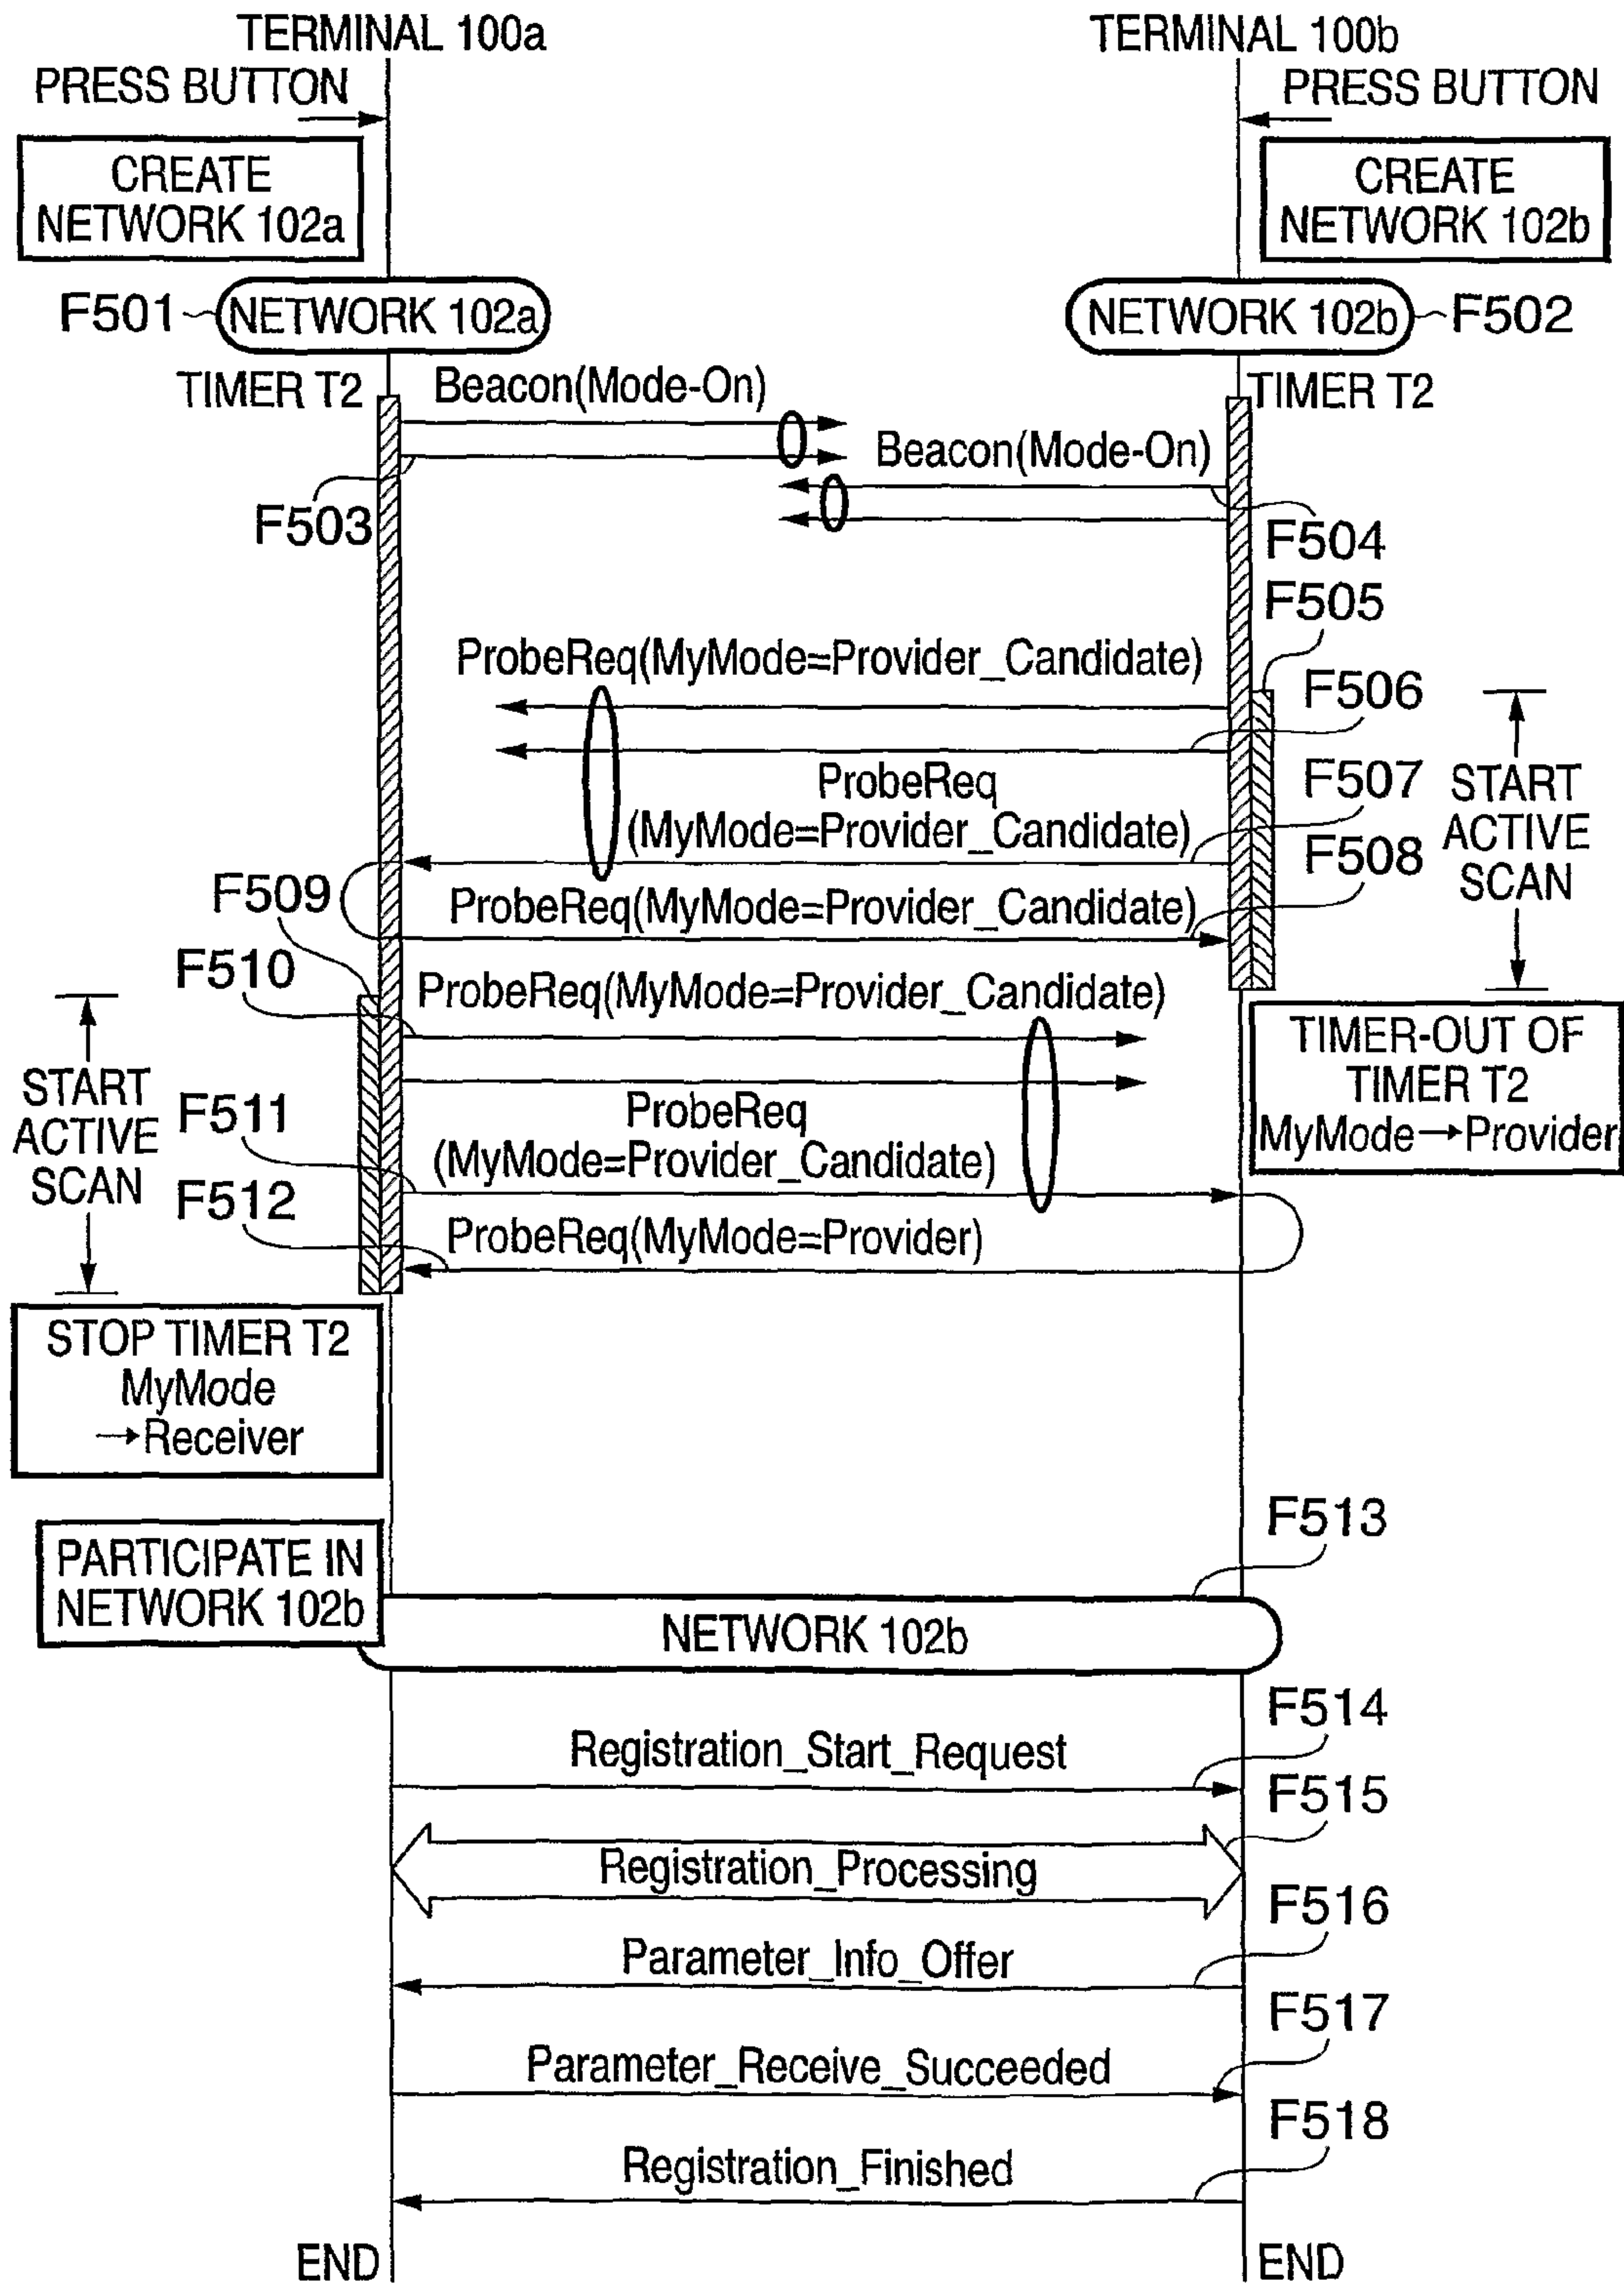 TERMINAL 100a
TERMINAL 100b
PRESS BUTTON
PRESS BUTTON
CREATE
NETWORK 102a
CREATE
NETWORK 102b
F501
NETWORK 102a
NETWORK 102b
F502
TIMER T2
Beacon(Mode-On)
TIMER T2
Beacon(Mode-On)
F503
F504
F505
ProbeReq(MyMode=Provider_Candidate)
F506
ProbeReq
(MyMode=Provider_Candidate)
F507
START
ACTIVE
SCAN
F508
F509
ProbeReq(MyMode=Provider_Candidate)
F510
ProbeReq(MyMode=Provider_Candidate)
TIMER-OUT OF
TIMER T2
MyMode→Provider
START
ACTIVE
SCAN
F511
ProbeReq
(MyMode=Provider_Candidate)
F512
ProbeReq(MyMode=Provider)
STOP TIMER T2
MyMode
→Receiver
F513
PARTICIPATE IN
NETWORK 102b
NETWORK 102b
F514
Registration_Start_Request
F515
Registration_Processing
F516
Parameter_Info_Offer
F517
Parameter_Receive_Succeeded
F518
Registration_Finished
END
END